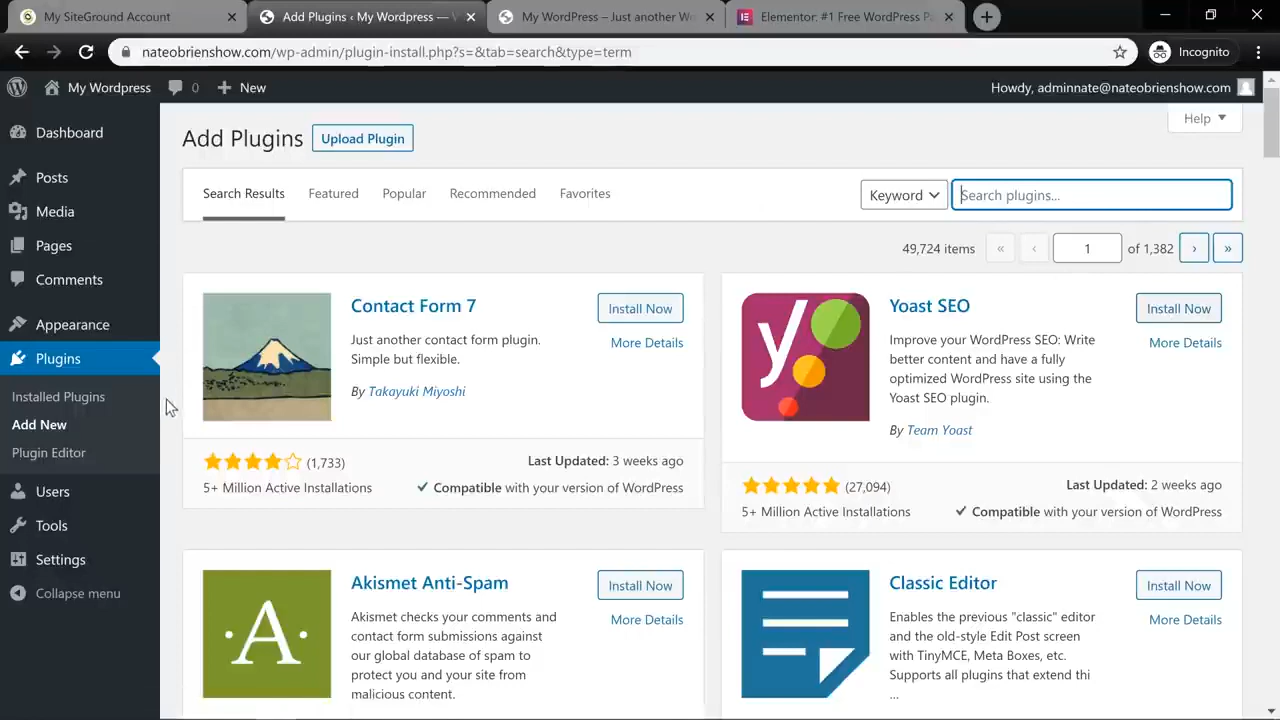 My SiteGround Account
Add Plugins ‹ My Wordpress — W
My WordPress – Just another Wo
Elementor: #1 Free WordPress Pa
nateobrienshow.com/wp-admin/plugin-install.php?s=&tab=search&type=term
Incognito
My Wordpress
0
New
Howdy, adminnate@nateobrienshow.com
Dashboard
Posts
Media
Pages
Comments
Appearance
Plugins
Installed Plugins
Add New
Plugin Editor
Users
Tools
Settings
Collapse menu
Help
Add Plugins
Upload Plugin
Search Results
Featured
Popular
Recommended
Favorites
Keyword
Search plugins...
49,724 items
«
‹
1
of 1,382
›
»
Contact Form 7
Install Now
More Details
Just another contact form plugin.
Simple but flexible.
By Takayuki Miyoshi
(1,733)
Last Updated: 3 weeks ago
5+ Million Active Installations
Compatible with your version of WordPress
y
Yoast SEO
Install Now
More Details
Improve your WordPress SEO: Write
better content and have a fully
optimized WordPress site using the
Yoast SEO plugin.
By Team Yoast
(27,094)
Last Updated: 2 weeks ago
5+ Million Active Installations
Compatible with your version of WordPress
·A·
Akismet Anti-Spam
Install Now
More Details
Akismet checks your comments and
contact form submissions against
our global database of spam to
protect you and your site from
malicious content.
Classic Editor
Install Now
More Details
Enables the previous "classic" editor
and the old-style Edit Post screen
with TinyMCE, Meta Boxes, etc.
Supports all plugins that extend thi
...